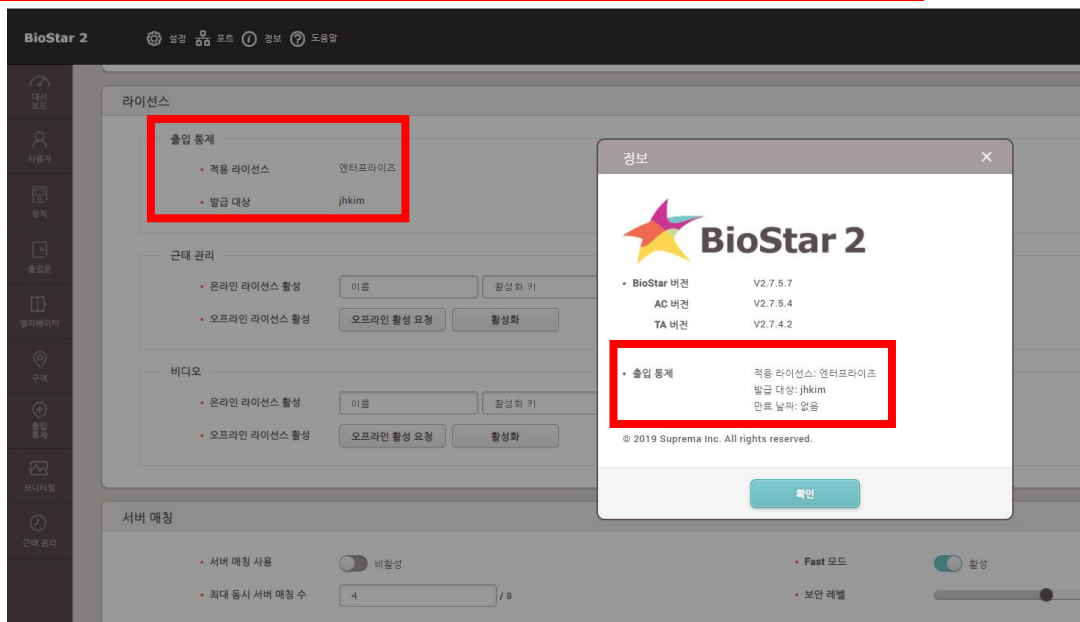 BioStar 2
설정 포트 정보 도움말
대시
보드
사용자
장치
출입문
엘리베이터
구역
출입
통제
모니터링
근태 관리
라이선스
출입 통제
• 적용 라이선스 엔터프라이즈
• 발급 대상 jhkim
근태 관리
• 온라인 라이선스 활성 이름 활성화 키
• 오프라인 라이선스 활성 오프라인 활성 요청 활성화
비디오
• 온라인 라이선스 활성 이름 활성화 키
• 오프라인 라이선스 활성 오프라인 활성 요청 활성화
서버 매칭
• 서버 매칭 사용 비활성
• Fast 모드 활성
• 최대 동시 서버 매칭 수 4 / 8
• 보안 레벨
정보
BioStar 2
• BioStar 버전 V2.7.5.7
AC 버전 V2.7.5.4
TA 버전 V2.7.4.2
• 출입 통제 적용 라이선스: 엔터프라이즈
발급 대상: jhkim
만료 날짜: 없음
© 2019 Suprema Inc. All rights reserved.
확인